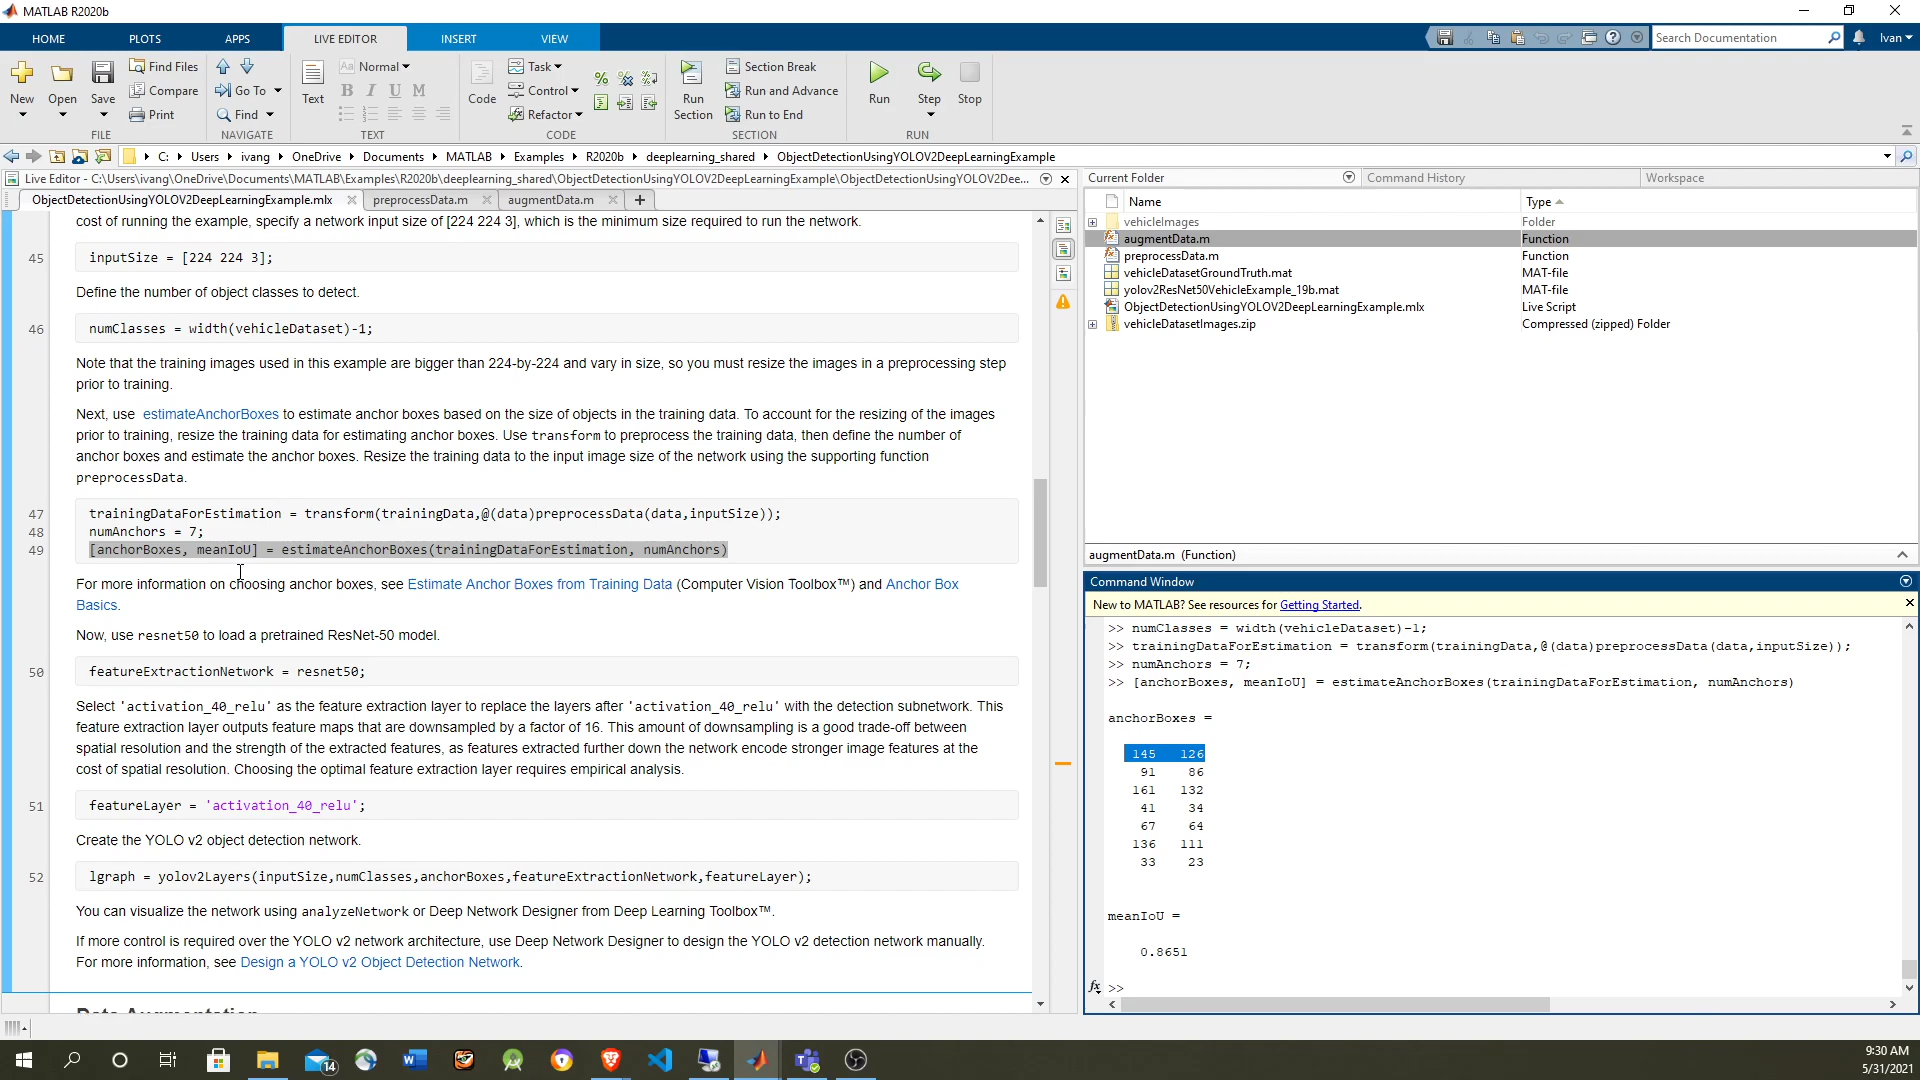 MATLAB R2020b
HOME PLOTS APPS LIVE EDITOR INSERT VIEW
Search Documentation Ivan
New Open Save Find Files Compare Print
FILE
Go To Find
NAVIGATE
Text Aa Normal B I U M
TEXT
Code Task Control Refactor
CODE
Run Section Section Break Run and Advance Run to End
SECTION
Run Step Stop
RUN
C: Users ivang OneDrive Documents MATLAB Examples R2020b deeplearning_shared ObjectDetectionUsingYOLOV2DeepLearningExample
Live Editor - C:\Users\ivang\OneDrive\Documents\MATLAB\Examples\R2020b\deeplearning_shared\ObjectDetectionUsingYOLOV2DeepLearningExample\ObjectDetectionUsingYOLOV2Dee...
ObjectDetectionUsingYOLOV2DeepLearningExample.mlx preprocessData.m augmentData.m
cost of running the example, specify a network input size of [224 224 3], which is the minimum size required to run the network.
45 inputSize = [224 224 3];
Define the number of object classes to detect.
46 numClasses = width(vehicleDataset)-1;
Note that the training images used in this example are bigger than 224-by-224 and vary in size, so you must resize the images in a preprocessing step
prior to training.
Next, use estimateAnchorBoxes to estimate anchor boxes based on the size of objects in the training data. To account for the resizing of the images
prior to training, resize the training data for estimating anchor boxes. Use transform to preprocess the training data, then define the number of
anchor boxes and estimate the anchor boxes. Resize the training data to the input image size of the network using the supporting function
preprocessData.
47 trainingDataForEstimation = transform(trainingData,@(data)preprocessData(data,inputSize));
48 numAnchors = 7;
49 [anchorBoxes, meanIoU] = estimateAnchorBoxes(trainingDataForEstimation, numAnchors)
For more information on choosing anchor boxes, see Estimate Anchor Boxes from Training Data (Computer Vision Toolbox™) and Anchor Box
Basics.
Now, use resnet50 to load a pretrained ResNet-50 model.
50 featureExtractionNetwork = resnet50;
Select 'activation_40_relu' as the feature extraction layer to replace the layers after 'activation_40_relu' with the detection subnetwork. This
feature extraction layer outputs feature maps that are downsampled by a factor of 16. This amount of downsampling is a good trade-off between
spatial resolution and the strength of the extracted features, as features extracted further down the network encode stronger image features at the
cost of spatial resolution. Choosing the optimal feature extraction layer requires empirical analysis.
51 featureLayer = 'activation_40_relu';
Create the YOLO v2 object detection network.
52 lgraph = yolov2Layers(inputSize,numClasses,anchorBoxes,featureExtractionNetwork,featureLayer);
You can visualize the network using analyzeNetwork or Deep Network Designer from Deep Learning Toolbox™.
If more control is required over the YOLO v2 network architecture, use Deep Network Designer to design the YOLO v2 detection network manually.
For more information, see Design a YOLO v2 Object Detection Network.
Data Augmentation
Current Folder Command History Workspace
Name Type
vehicleImages Folder
augmentData.m Function
preprocessData.m Function
vehicleDatasetGroundTruth.mat MAT-file
yolov2ResNet50VehicleExample_19b.mat MAT-file
ObjectDetectionUsingYOLOV2DeepLearningExample.mlx Live Script
vehicleDatasetImages.zip Compressed (zipped) Folder
augmentData.m (Function)
Command Window
New to MATLAB? See resources for Getting Started.
>> numClasses = width(vehicleDataset)-1;
>> trainingDataForEstimation = transform(trainingData,@(data)preprocessData(data,inputSize));
>> numAnchors = 7;
>> [anchorBoxes, meanIoU] = estimateAnchorBoxes(trainingDataForEstimation, numAnchors)
anchorBoxes =
145 126
91 86
161 132
41 34
67 64
136 111
33 23
meanIoU =
0.8651
fx >>
14
9:30 AM
5/31/2021